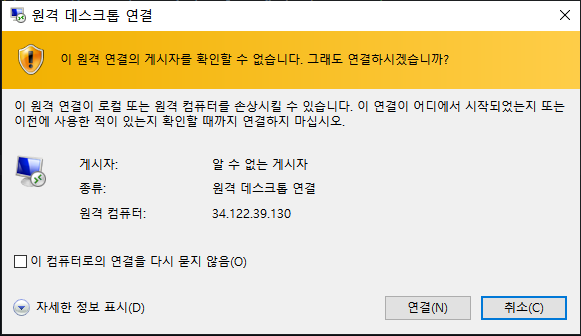 원격 데스크톱 연결
이 원격 연결의 게시자를 확인할 수 없습니다. 그래도 연결하시겠습니까?
이 원격 연결이 로컬 또는 원격 컴퓨터를 손상시킬 수 있습니다. 이 연결이 어디에서 시작되었는지 또는
이전에 사용한 적이 있는지 확인할 때까지 연결하지 마십시오.
게시자: 알 수 없는 게시자
종류: 원격 데스크톱 연결
원격 컴퓨터: 34.122.39.130
이 컴퓨터로의 연결을 다시 묻지 않음(O)
자세한 정보 표시(D) 연결(N) 취소(C)